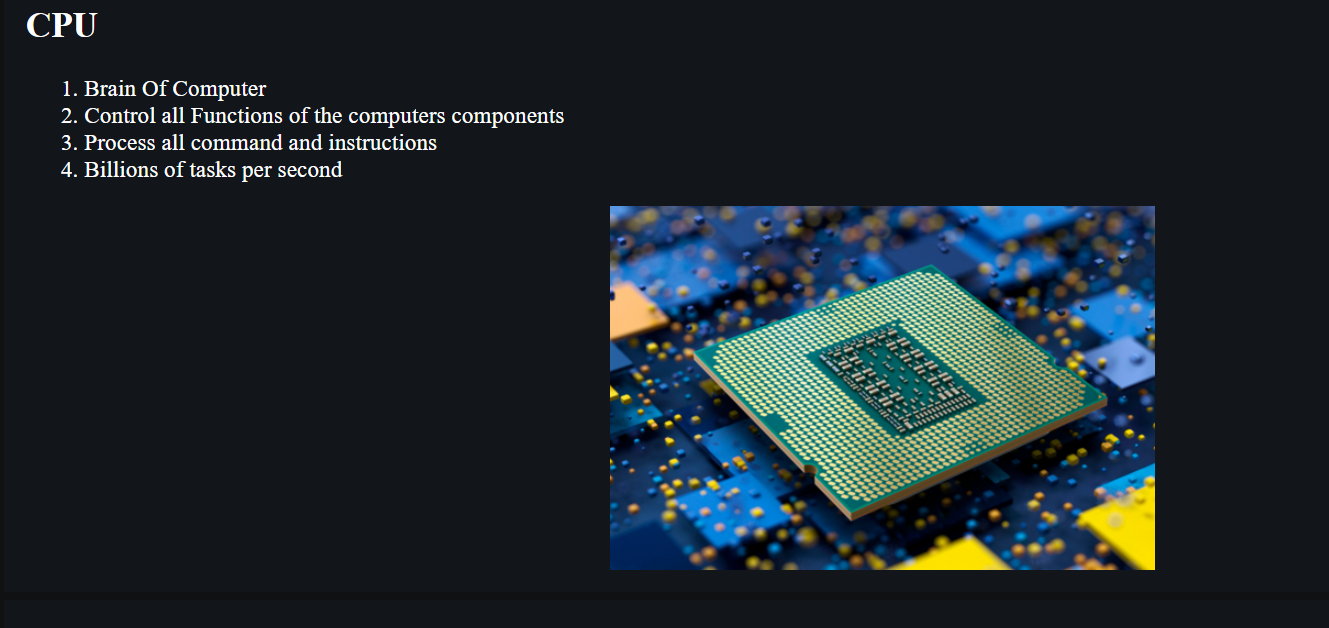 CPU
1. Brain Of Computer
2. Control all Functions of the computers components
3. Process all command and instructions
4. Billions of tasks per second